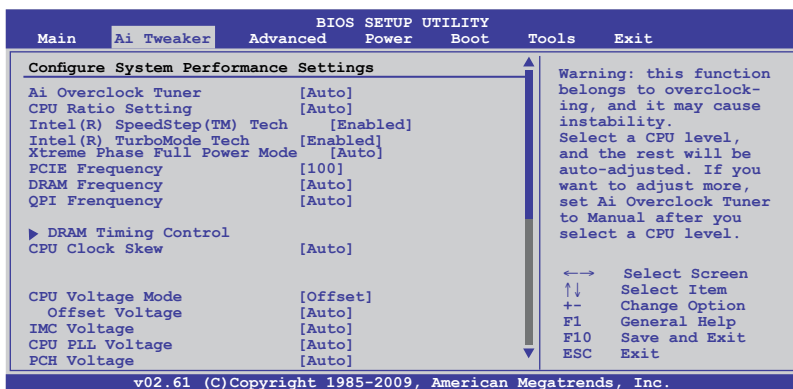 BIOS SETUP UTILITY
Main Ai Tweaker Advanced Power Boot Tools Exit
Configure System Performance Settings
Ai Overclock Tuner [Auto]
CPU Ratio Setting [Auto]
Intel(R) SpeedStep(TM) Tech [Enabled]
Intel(R) TurboMode Tech [Enabled]
Xtreme Phase Full Power Mode [Auto]
PCIE Frequency [100]
DRAM Frequency [Auto]
QPI Frenquency [Auto]
▶ DRAM Timing Control
CPU Clock Skew [Auto]
CPU Voltage Mode [Offset]
Offset Voltage [Auto]
IMC Voltage [Auto]
CPU PLL Voltage [Auto]
PCH Voltage [Auto]
Warning: this function
belongs to overclock-
ing, and it may cause
instability.
Select a CPU level,
and the rest will be
auto-adjusted. If you
want to adjust more,
set Ai Overclock Tuner
to Manual after you
select a CPU level.
←→ Select Screen
↑↓ Select Item
+- Change Option
F1 General Help
F10 Save and Exit
ESC Exit
v02.61 (C)Copyright 1985-2009, American Megatrends, Inc.